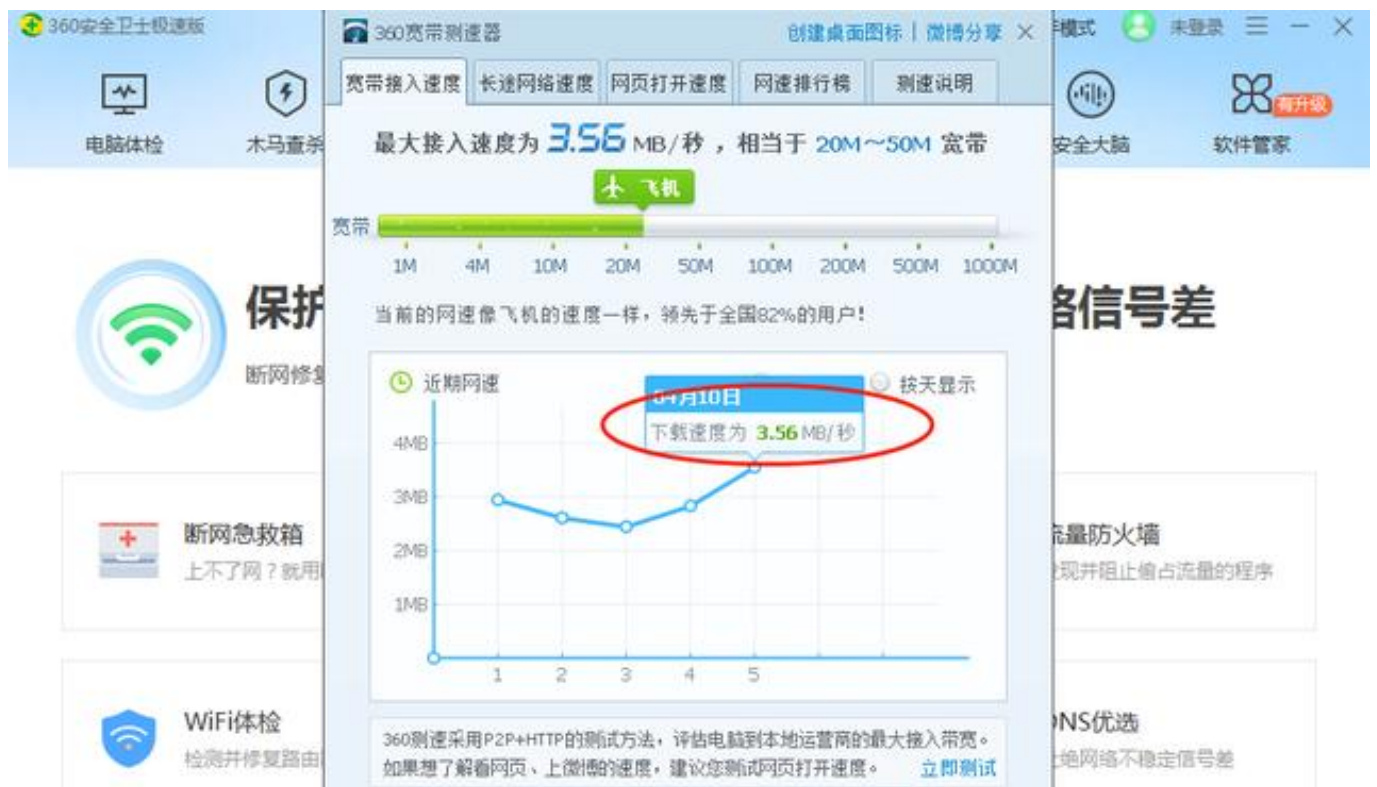 360安全卫士极速版
360宽带测速器
创建桌面图标 | 微博分享
模式
未登录
宽带接入速度 长途网络速度 网页打开速度 网速排行榜 测速说明
电脑体检
木马查杀
安全大脑
有升级
软件管家
最大接入速度为 3.56 MB/秒 ，相当于 20M～50M 宽带
飞机
宽带
1M 4M 10M 20M 50M 100M 200M 500M 1000M
当前的网速像飞机的速度一样，领先于全国82%的用户!
保护
络信号差
断网修复
近期网速
按天显示
04月10日
下载速度为 3.56 MB/秒
4MB
3MB
2MB
1MB
1 2 3 4 5
断网急救箱
上不了网？就用
流量防火墙
发现并阻止偷占流量的程序
WiFi体检
检测并修复路由
DNS优选
杜绝网络不稳定信号差
360测速采用P2P+HTTP的测试方法，评估电脑到本地运营商的最大接入带宽。
如果想了解看网页、上微博的速度，建议您测试网页打开速度。 立即测试